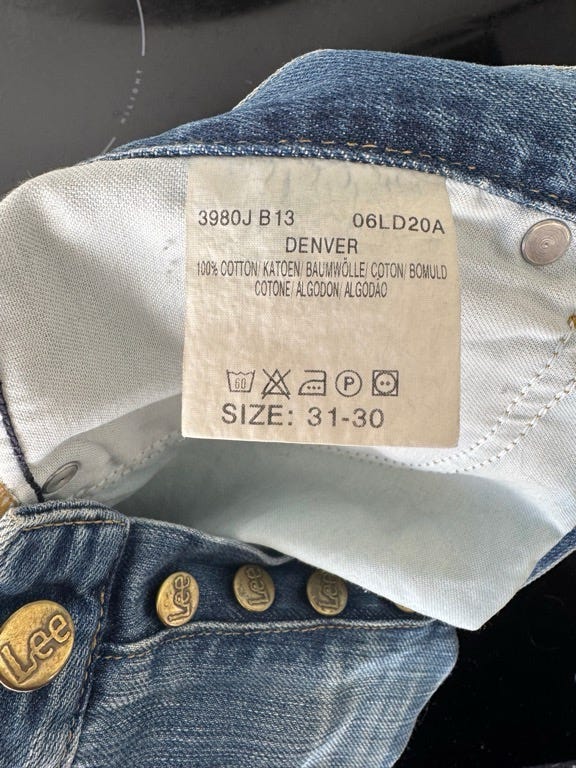 3980J B13 06LD20A
DENVER
100% COTTON/ KATOEN/ BAUMWÖLLE/ COTON/ BOMULD
COTONE/ ALGODON/ ALGODÃO
60 P
SIZE: 31-30
Lee
Lee
Lee
Lee